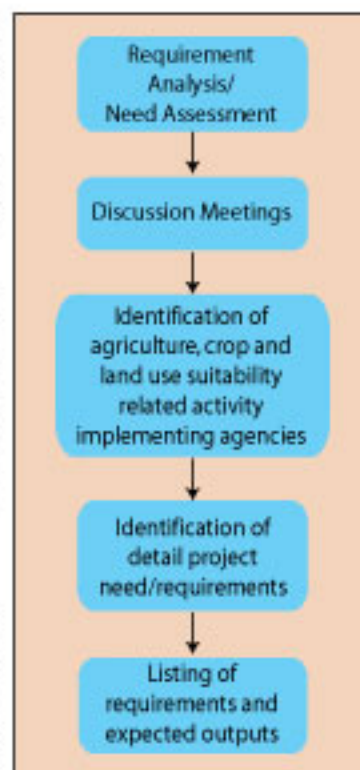 Requirement
Analysis/
Need Assessment
Discussion Meetings
Identification of
agriculture, crop and
land use suitability
related activity
implementing agencies
Identification of
detail project
need/requirements
Listing of
requirements and
expected outputs